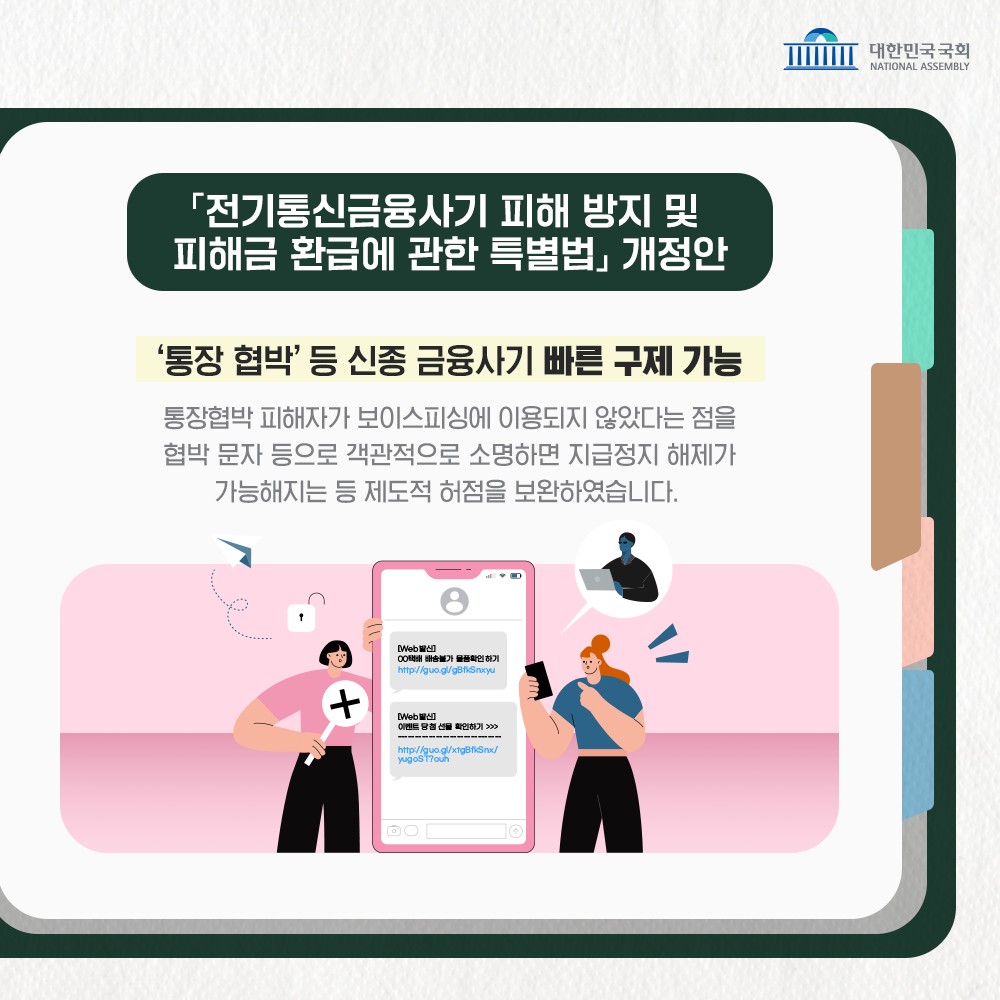 대한민국국회
NATIONAL ASSEMBLY
「전기통신금융사기 피해 방지 및
피해금 환급에 관한 특별법」 개정안
‘통장 협박’ 등 신종 금융사기 빠른 구제 가능
통장협박 피해자가 보이스피싱에 이용되지 않았다는 점을
협박 문자 등으로 객관적으로 소명하면 지급정지 해제가
가능해지는 등 제도적 허점을 보완하였습니다.
[Web발신]
OO택배 배송불가 물품확인 하기
http://guo.gl/gBfkSnxyu
[Web발신]
이벤트 당첨 선물 확인하기 >>>
------------------------
http://guo.gl/xtgBfkSnx/
yugoST?ouh